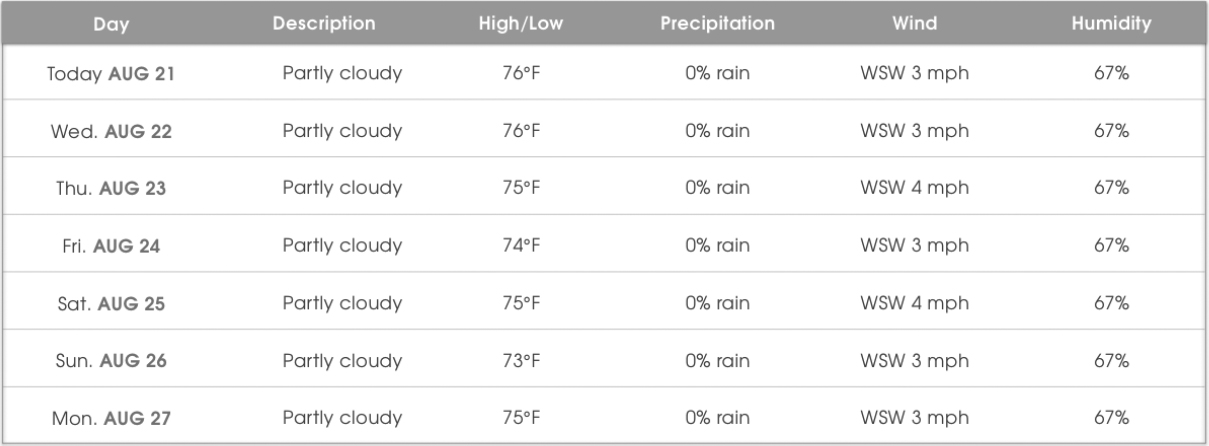 Day Description High/Low Precipitation Wind Humidity
Today AUG 21 Partly cloudy 76°F 0% rain WSW 3 mph 67%
Wed. AUG 22 Partly cloudy 76°F 0% rain WSW 3 mph 67%
Thu. AUG 23 Partly cloudy 75°F 0% rain WSW 4 mph 67%
Fri. AUG 24 Partly cloudy 74°F 0% rain WSW 3 mph 67%
Sat. AUG 25 Partly cloudy 75°F 0% rain WSW 4 mph 67%
Sun. AUG 26 Partly cloudy 73°F 0% rain WSW 3 mph 67%
Mon. AUG 27 Partly cloudy 75°F 0% rain WSW 3 mph 67%